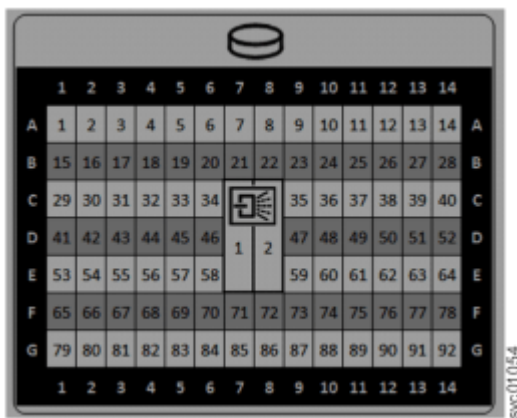 1 2 3 4 5 6 7 8 9 10 11 12 13 14
A 1 2 3 4 5 6 7 8 9 10 11 12 13 14 A
B 15 16 17 18 19 20 21 22 23 24 25 26 27 28 B
C 29 30 31 32 33 34 35 36 37 38 39 40 C
D 41 42 43 44 45 46 1 2 47 48 49 50 51 52 D
E 53 54 55 56 57 58 59 60 61 62 63 64 E
F 65 66 67 68 69 70 71 72 73 74 75 76 77 78 F
G 79 80 81 82 83 84 85 86 87 88 89 90 91 92 G
1 2 3 4 5 6 7 8 9 10 11 12 13 14